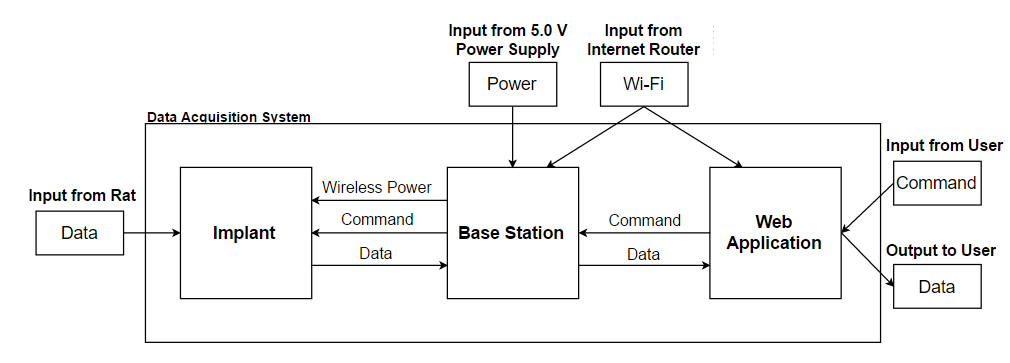 Input from 5.0 V
Power Supply
Input from
Internet Router
Power
Wi-Fi
Data Acquisition System
Input from User
Command
Input from Rat
Data
Implant
Wireless Power
Command
Data
Base Station
Command
Data
Web
Application
Output to User
Data